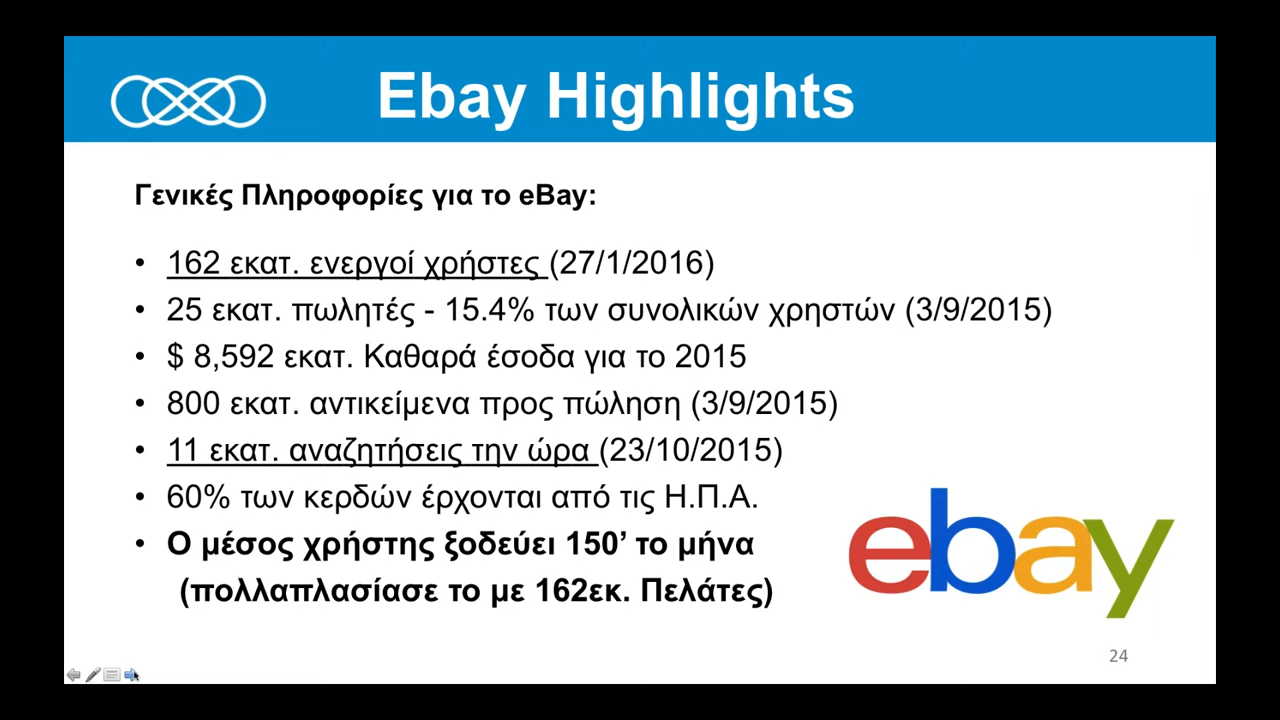 Ebay Highlights
Γενικές Πληροφορίες για το eBay:
• 162 εκατ. ενεργοί χρήστες (27/1/2016)
• 25 εκατ. πωλητές - 15.4% των συνολικών χρηστών (3/9/2015)
• $ 8,592 εκατ. Καθαρά έσοδα για το 2015
• 800 εκατ. αντικείμενα προς πώληση (3/9/2015)
• 11 εκατ. αναζητήσεις την ώρα (23/10/2015)
• 60% των κερδών έρχονται από τις Η.Π.Α.
• Ο μέσος χρήστης ξοδεύει 150’ το μήνα
(πολλαπλασίασε το με 162εκ. Πελάτες)
ebay
24